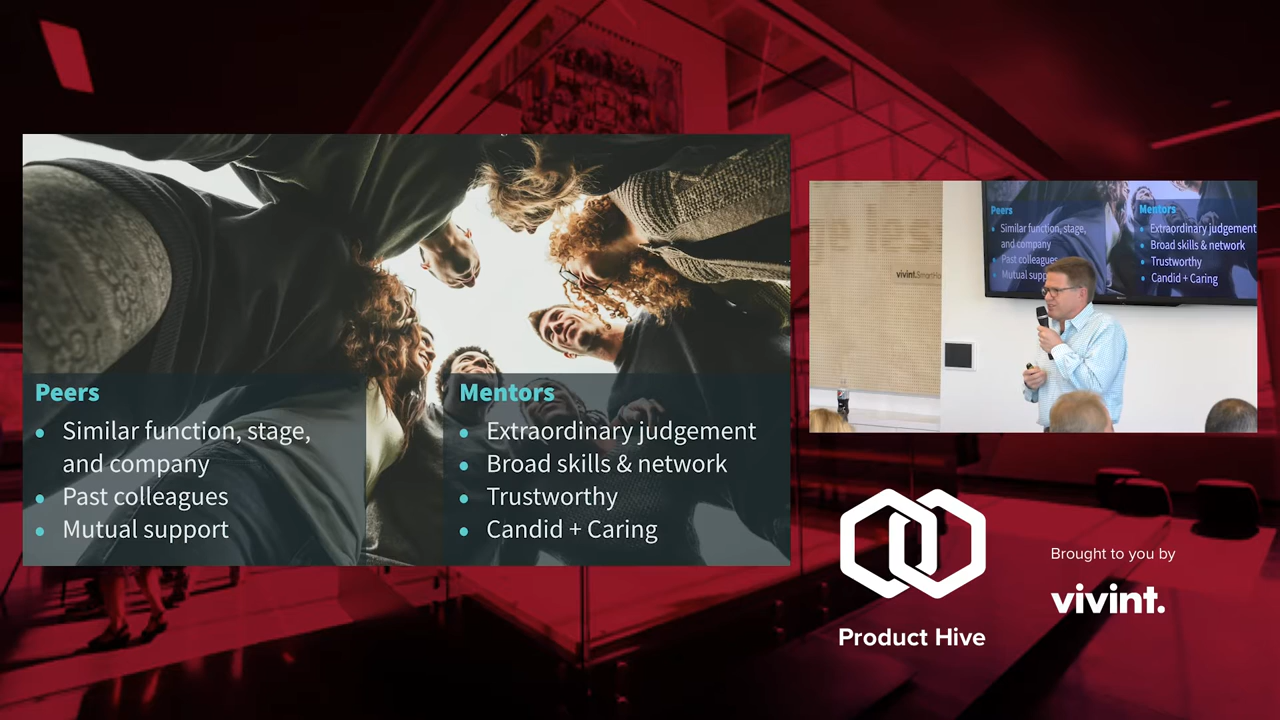 Peers
Similar function, stage,
and company
Past colleagues
Mutual support
Mentors
Extraordinary judgement
Broad skills & network
Trustworthy
Candid + Caring
Peers
Similar function, stage,
and company
Past colleagues
Mutual
Mentors
Extraordinary judgement
Broad skills & network
Trustworthy
Candid + Caring
Product Hive
Brought to you by
vivint.